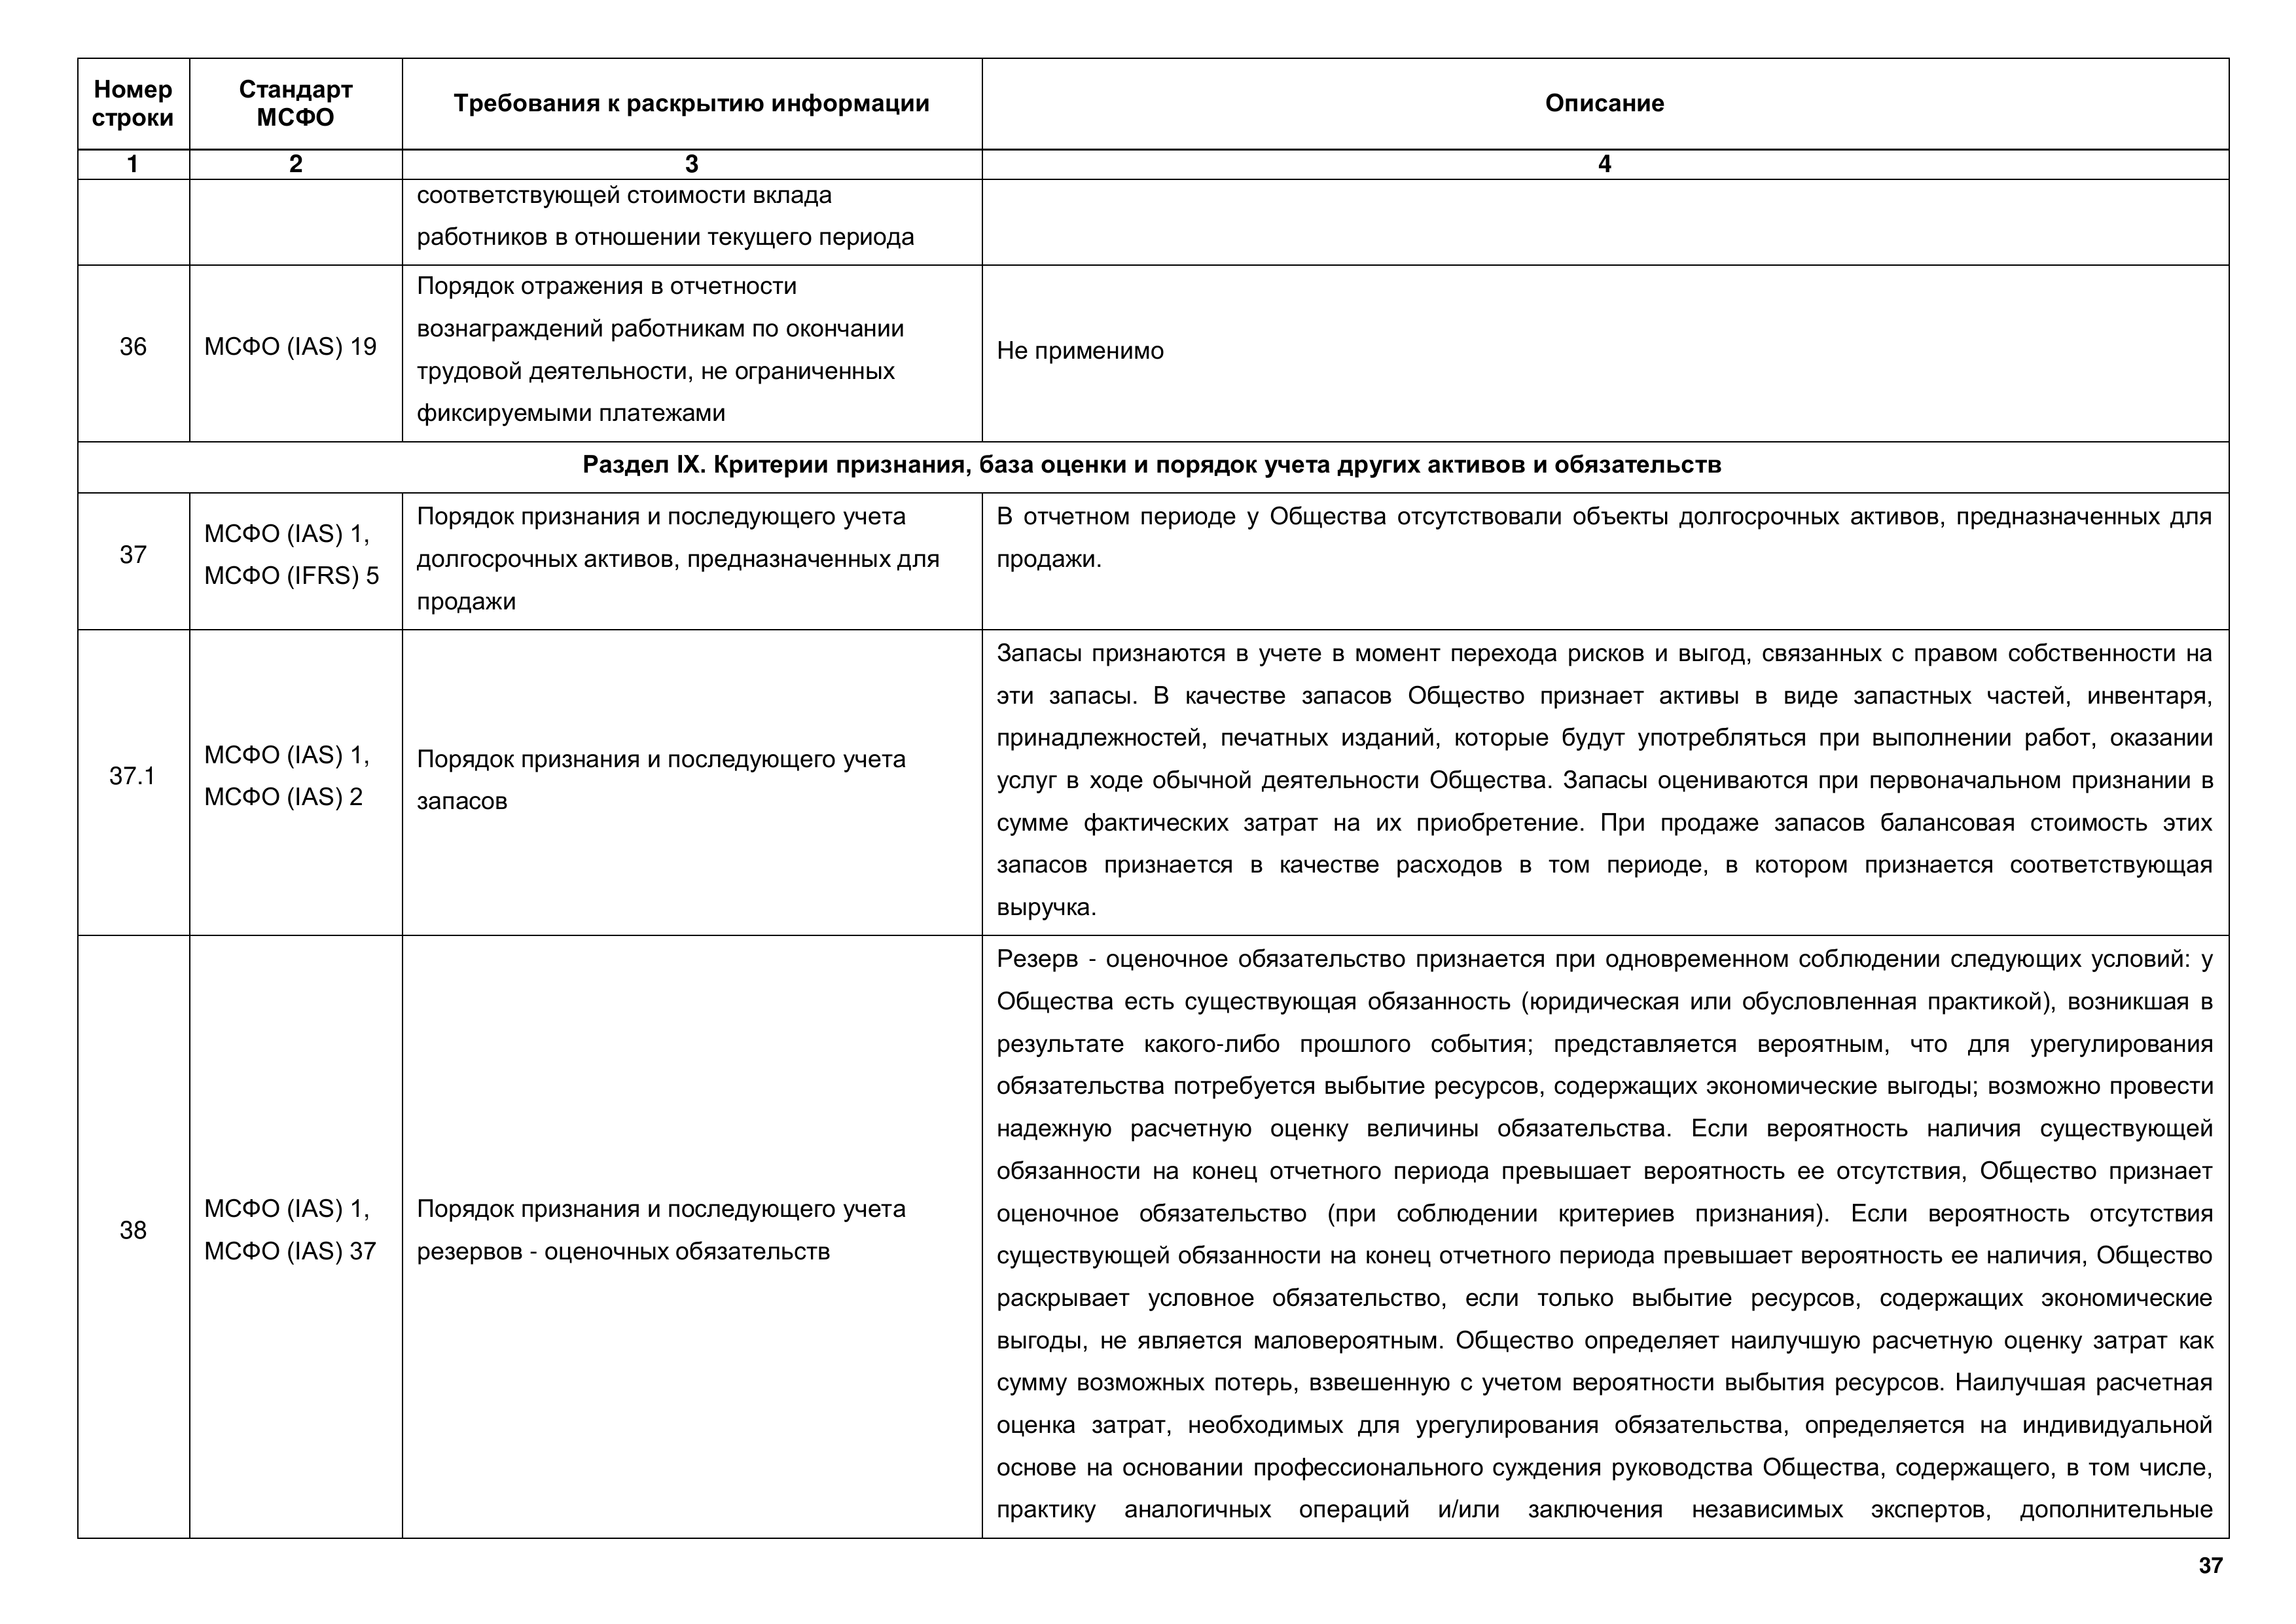 Номер строки
Стандарт МСФО
Требования к раскрытию информации
Описание
1
2
3
4
соответствующей стоимости вклада
работников в отношении текущего периода
36
МСФО (IAS) 19
Порядок отражения в отчетности
вознаграждений работникам по окончании
трудовой деятельности, не ограниченных
фиксируемыми платежами
Не применимо
Раздел IX. Критерии признания, база оценки и порядок учета других активов и обязательств
37
МСФО (IAS) 1,
МСФО (IFRS) 5
Порядок признания и последующего учета
долгосрочных активов, предназначенных для
продажи
В отчетном периоде у Общества отсутствовали объекты долгосрочных активов, предназначенных для
продажи.
37.1
МСФО (IAS) 1,
МСФО (IAS) 2
Порядок признания и последующего учета
запасов
Запасы признаются в учете в момент перехода рисков и выгод, связанных с правом собственности на
эти запасы. В качестве запасов Общество признает активы в виде запастных частей, инвентаря,
принадлежностей, печатных изданий, которые будут употребляться при выполнении работ, оказании
услуг в ходе обычной деятельности Общества. Запасы оцениваются при первоначальном признании в
сумме фактических затрат на их приобретение. При продаже запасов балансовая стоимость этих
запасов признается в качестве расходов в том периоде, в котором признается соответствующая
выручка.
38
МСФО (IAS) 1,
МСФО (IAS) 37
Порядок признания и последующего учета
резервов - оценочных обязательств
Резерв - оценочное обязательство признается при одновременном соблюдении следующих условий: у
Общества есть существующая обязанность (юридическая или обусловленная практикой), возникшая в
результате какого-либо прошлого события; представляется вероятным, что для урегулирования
обязательства потребуется выбытие ресурсов, содержащих экономические выгоды; возможно провести
надежную расчетную оценку величины обязательства. Если вероятность наличия существующей
обязанности на конец отчетного периода превышает вероятность ее отсутствия, Общество признает
оценочное обязательство (при соблюдении критериев признания). Если вероятность отсутствия
существующей обязанности на конец отчетного периода превышает вероятность ее наличия, Общество
раскрывает условное обязательство, если только выбытие ресурсов, содержащих экономические
выгоды, не является маловероятным. Общество определяет наилучшую расчетную оценку затрат как
сумму возможных потерь, взвешенную с учетом вероятности выбытия ресурсов. Наилучшая расчетная
оценка затрат, необходимых для урегулирования обязательства, определяется на индивидуальной
основе на основании профессионального суждения руководства Общества, содержащего, в том числе,
практику аналогичных операций и/или заключения независимых экспертов, дополнительные
37